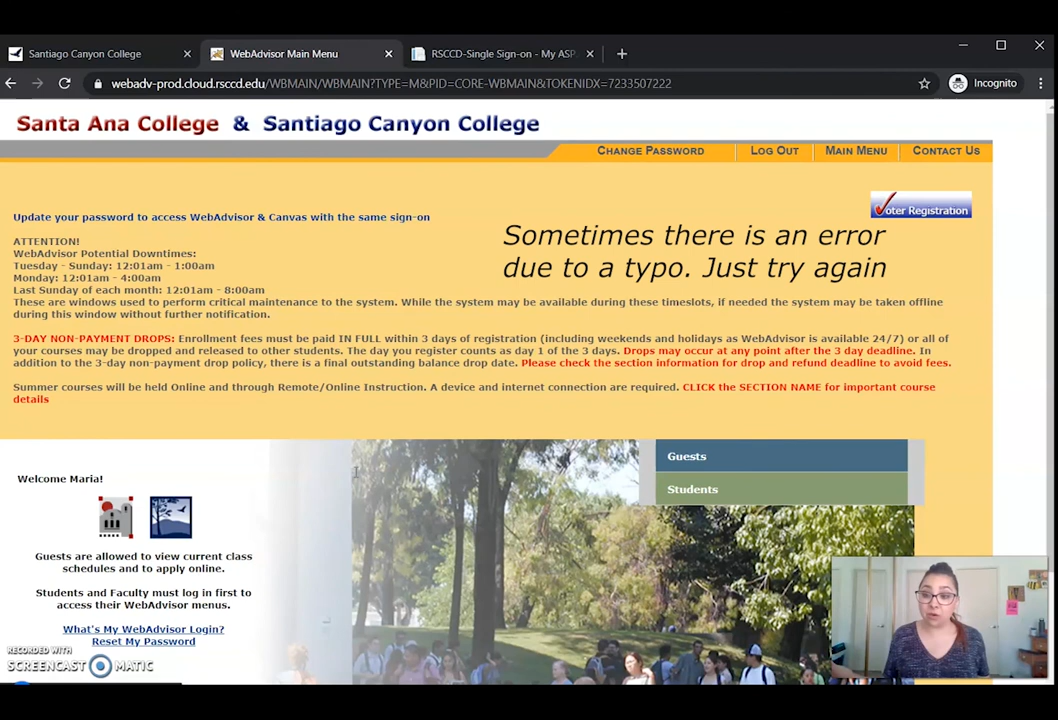 Santiago Canyon College
WebAdvisor Main Menu
RSCCD-Single Sign-on - My ASP.
webadv-prod.cloud.rsccd.edu/WBMAIN/WBMAIN?TYPE=M&PID=CORE-WBMAIN&TOKENIDX=7233507222
Incognito
Santa Ana College & Santiago Canyon College
CHANGE PASSWORD LOG OUT MAIN MENU CONTACT US
Voter Registration
Update your password to access WebAdvisor & Canvas with the same sign-on
Sometimes there is an error
due to a typo. Just try again
ATTENTION!
WebAdvisor Potential Downtimes:
Tuesday - Sunday: 12:01am - 1:00am
Monday: 12:01am - 4:00am
Last Sunday of each month: 12:01am - 8:00am
These are windows used to perform critical maintenance to the system. While the system may be available during these timeslots, if needed the system may be taken offline
during this window without further notification.
3-DAY NON-PAYMENT DROPS: Enrollment fees must be paid IN FULL within 3 days of registration (including weekends and holidays as WebAdvisor is available 24/7) or all of
your courses may be dropped and released to other students. The day you register counts as day 1 of the 3 days. Drops may occur at any point after the 3 day deadline. In
addition to the 3-day non-payment drop policy, there is a final outstanding balance drop date. Please check the section information for drop and refund deadline to avoid fees.
Summer courses will be held Online and through Remote/Online Instruction. A device and internet connection are required. CLICK the SECTION NAME for important course
details
Guests
Students
Welcome Maria!
Guests are allowed to view current class
schedules and to apply online.
Students and Faculty must log in first to
access their WebAdvisor menus.
What's My WebAdvisor Login?
Reset My Password
RECORDED WITH
SCREENCAST MATIC